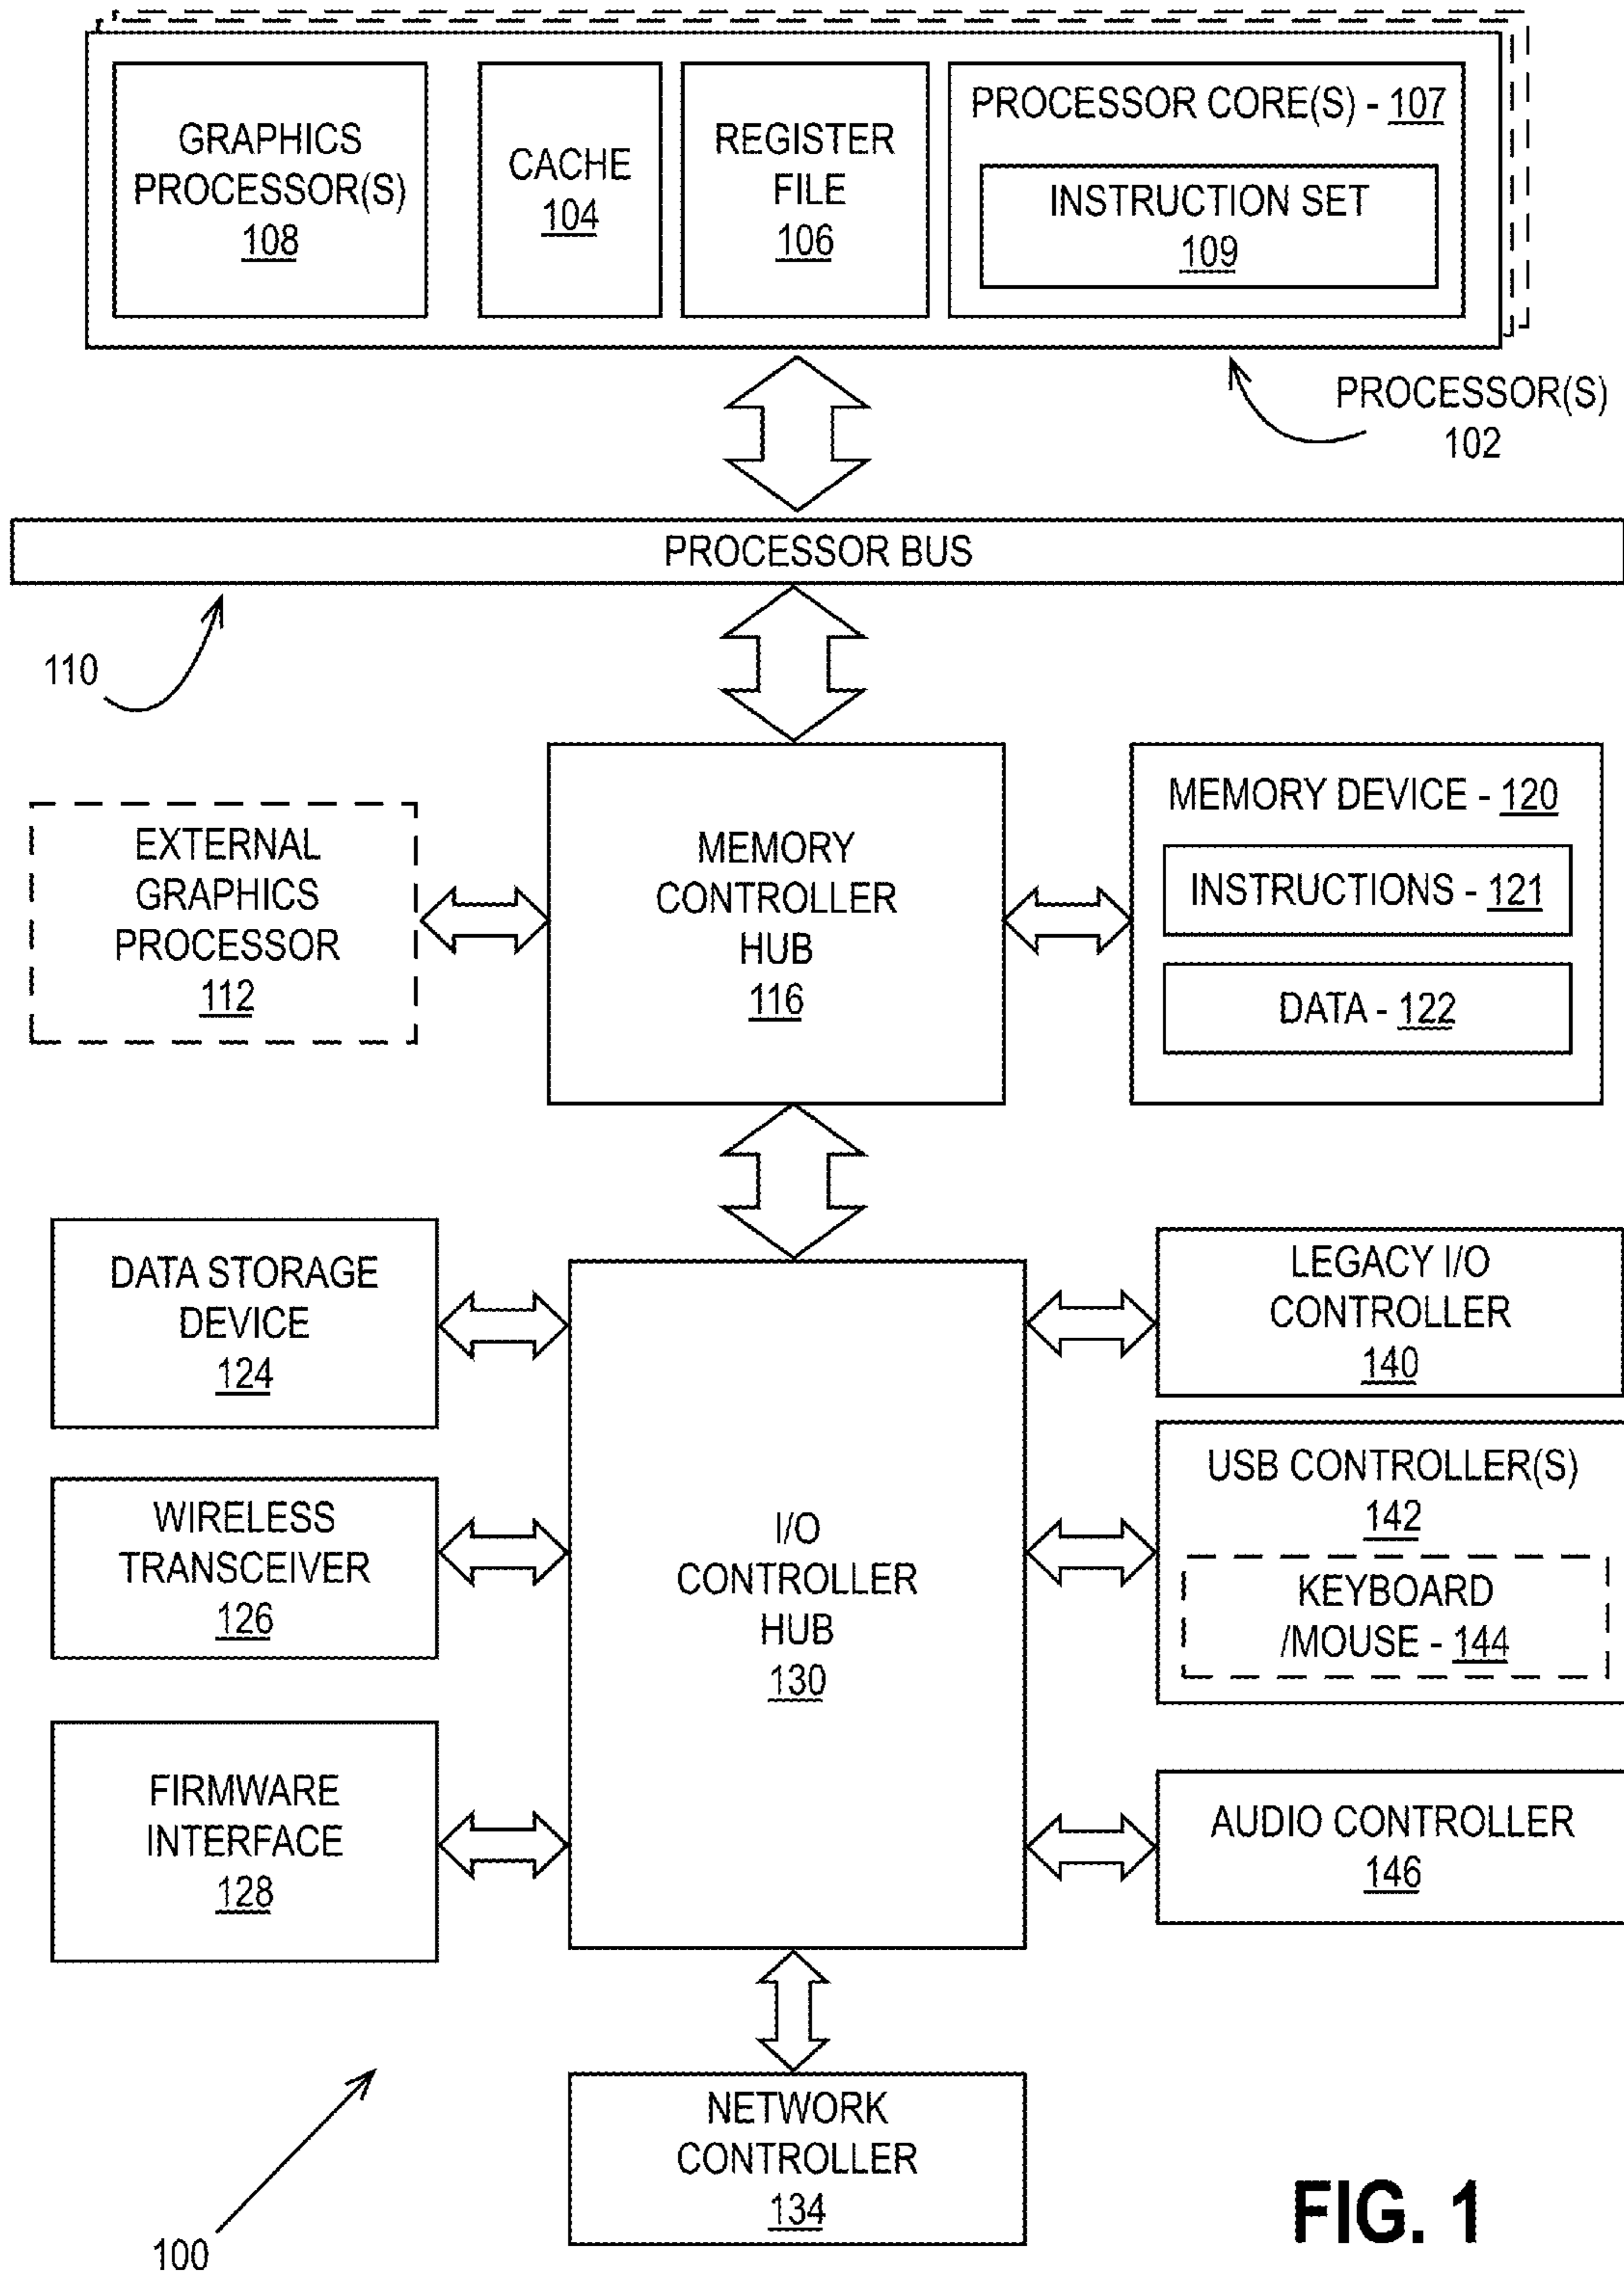 GRAPHICS
PROCESSOR(S)
108
CACHE
104
REGISTER
FILE
106
PROCESSOR CORE(S) - 107
INSTRUCTION SET
109
PROCESSOR(S)
102
PROCESSOR BUS
110
EXTERNAL
GRAPHICS
PROCESSOR
112
MEMORY
CONTROLLER
HUB
116
MEMORY DEVICE - 120
INSTRUCTIONS - 121
DATA - 122
DATA STORAGE
DEVICE
124
WIRELESS
TRANSCEIVER
126
FIRMWARE
INTERFACE
128
I/O
CONTROLLER
HUB
130
LEGACY I/O
CONTROLLER
140
USB CONTROLLER(S)
142
KEYBOARD
/MOUSE - 144
AUDIO CONTROLLER
146
NETWORK
CONTROLLER
134
100
FIG. 1